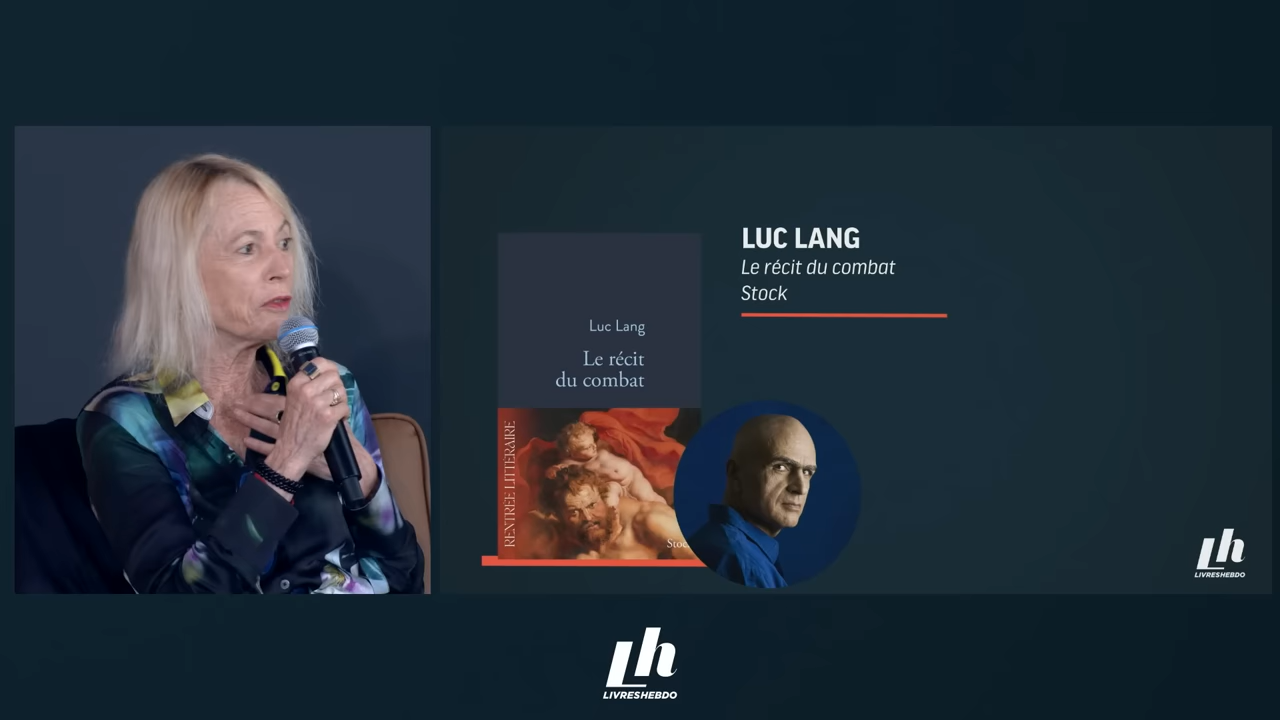 LUC LANG
Le récit du combat
Stock
Luc Lang
Le récit
du combat
RENTRÉE LITTÉRAIRE
Lh
LIVRESHEBDO
Lh
LIVRESHEBDO